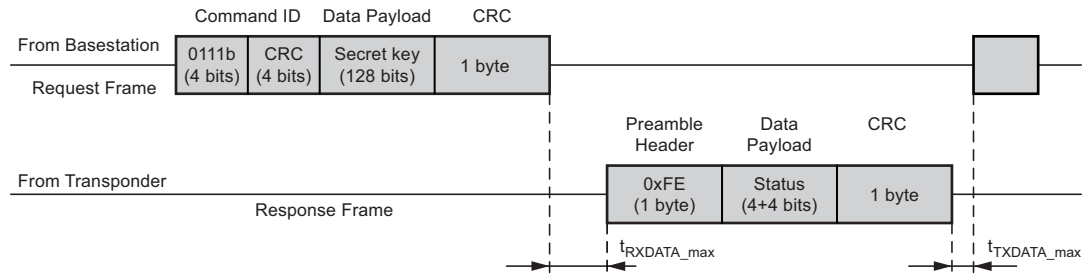 Command ID
Data Payload
CRC
From Basestation
0111b
(4 bits)
CRC
(4 bits)
Secret key
(128 bits)
1 byte
Request Frame
Preamble
Header
Data
Payload
CRC
From Transponder
0xFE
(1 byte)
Status
(4+4 bits)
1 byte
Response Frame
tRXDATA_max
tTXDATA_max